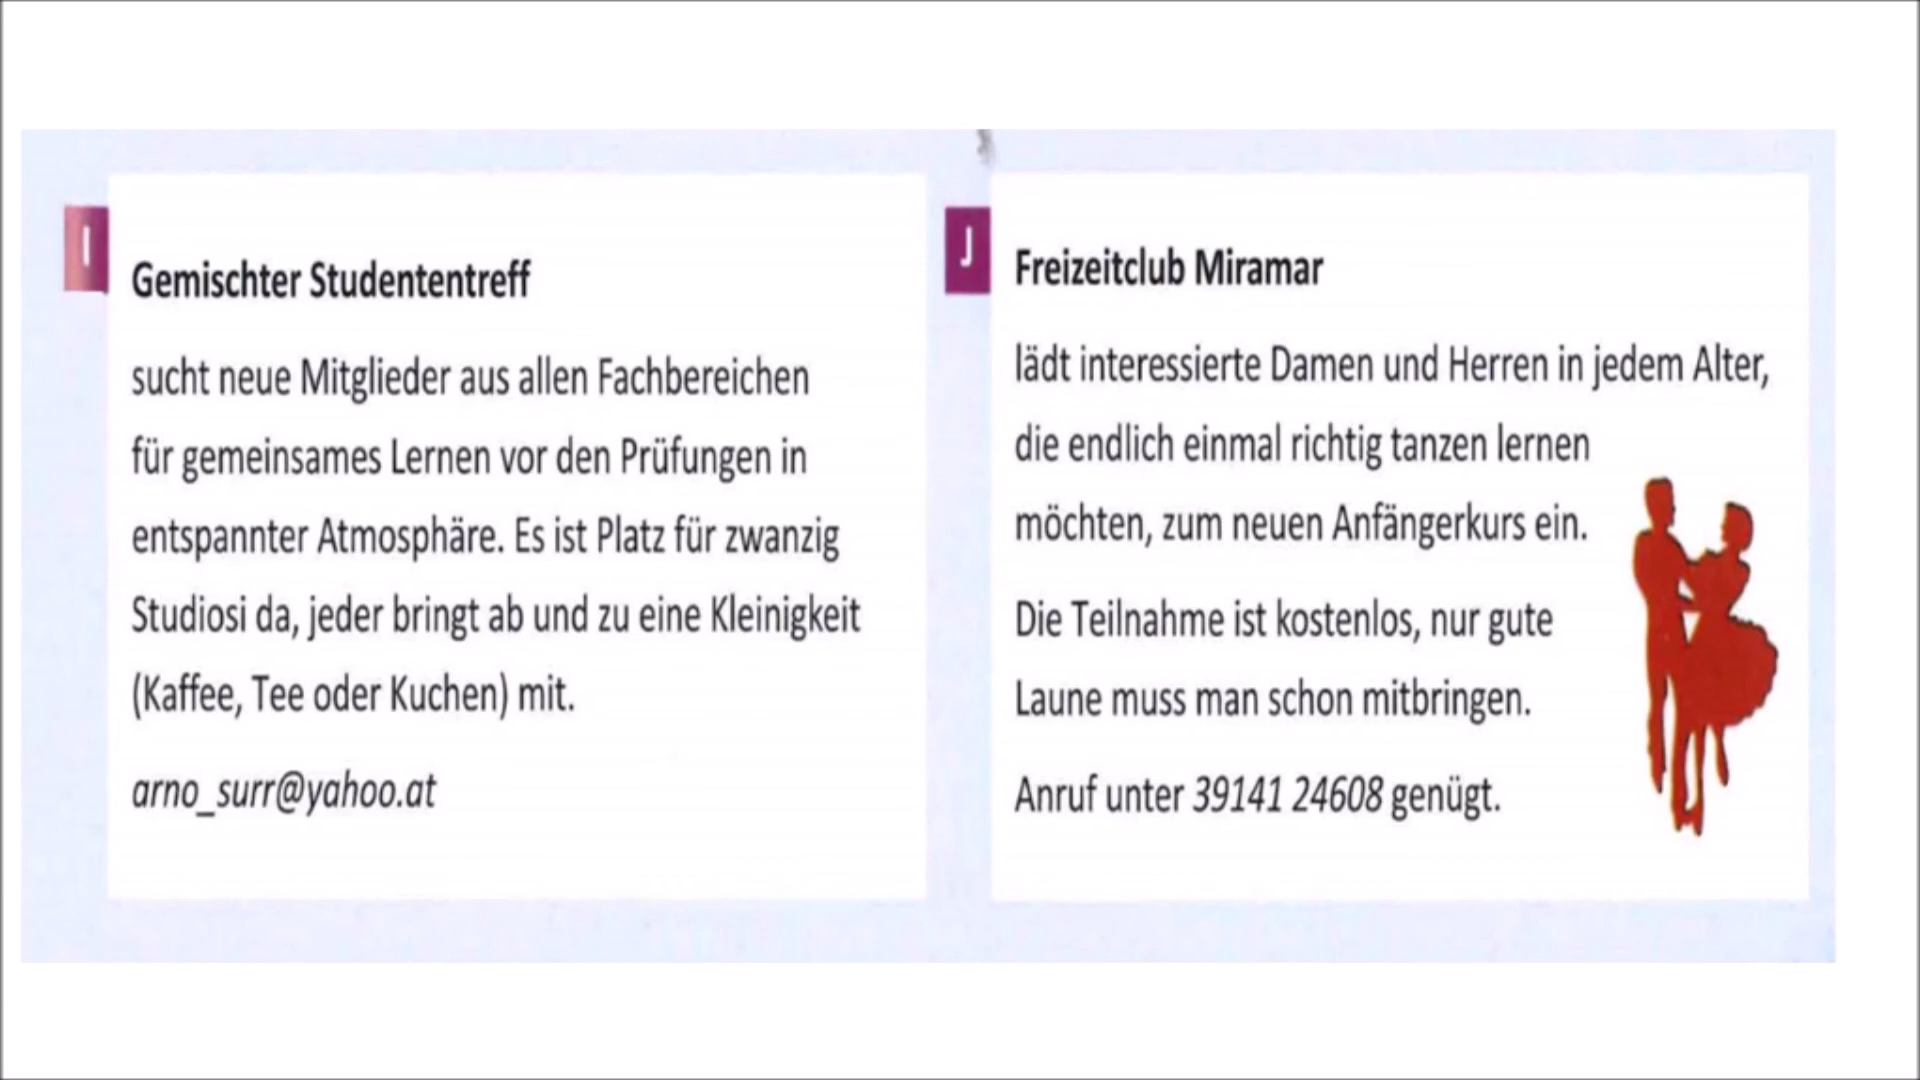 I
Gemischter Studententreff
sucht neue Mitglieder aus allen Fachbereichen
für gemeinsames Lernen vor den Prüfungen in
entspannter Atmosphäre. Es ist Platz für zwanzig
Studiosi da, jeder bringt ab und zu eine Kleinigkeit
(Kaffee, Tee oder Kuchen) mit.
arno_surr@yahoo.at
J
Freizeitclub Miramar
lädt interessierte Damen und Herren in jedem Alter,
die endlich einmal richtig tanzen lernen
möchten, zum neuen Anfängerkurs ein.
Die Teilnahme ist kostenlos, nur gute
Laune muss man schon mitbringen.
Anruf unter 39141 24608 genügt.